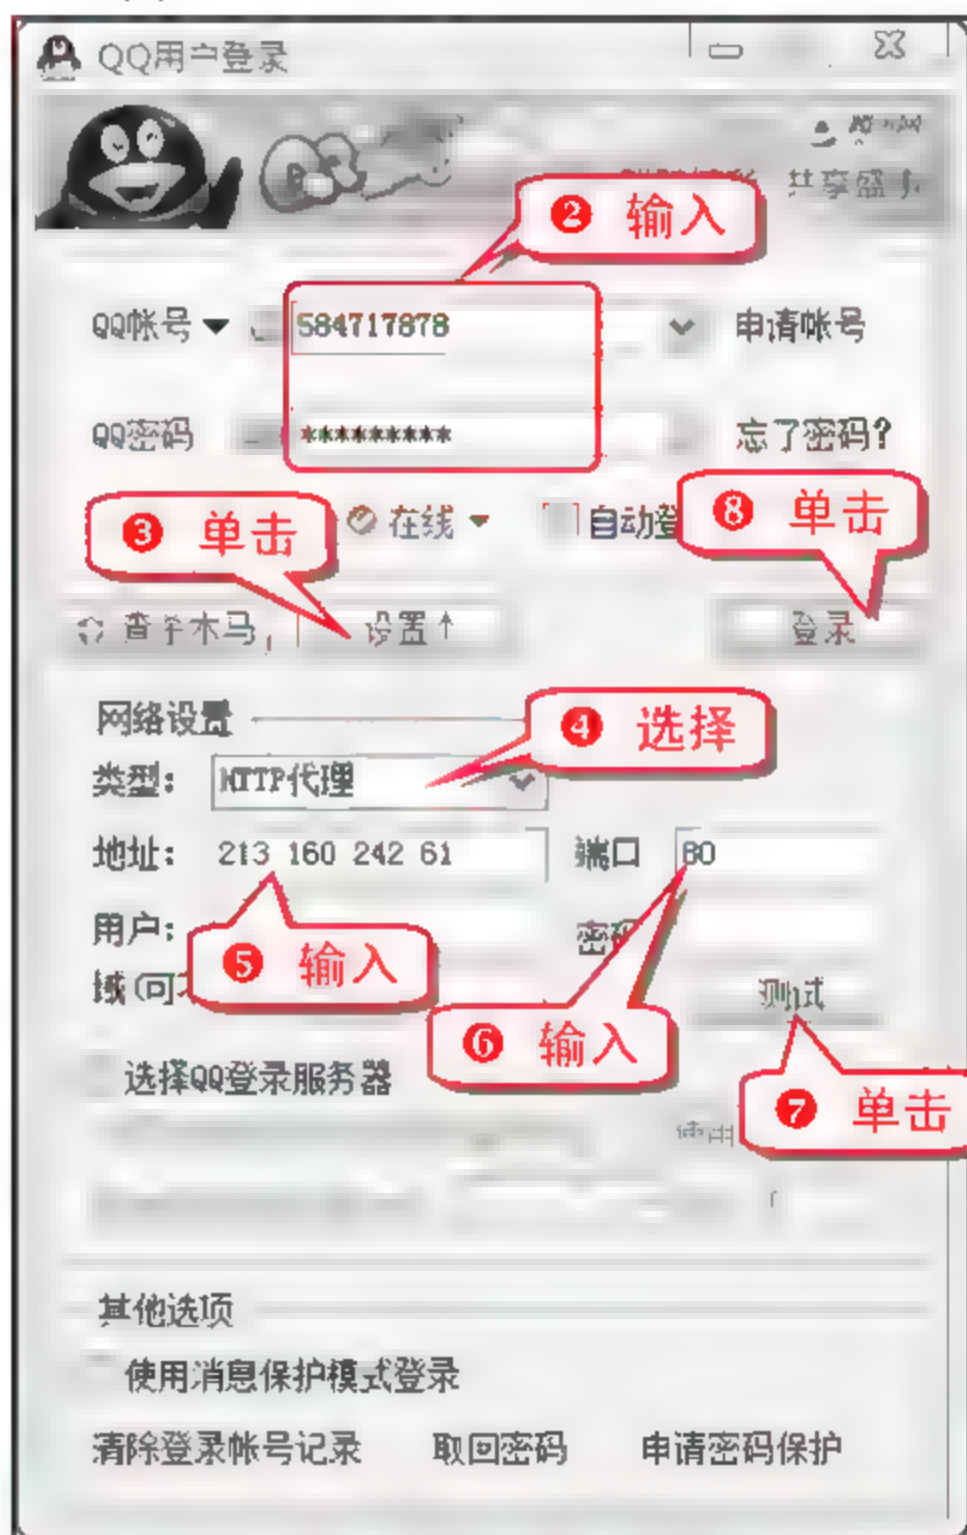 QQ用户登录
❷ 输入
QQ帐号 584717878 申请帐号
QQ密码 ********* 忘了密码?
❸ 单击 在线 自动登 ❽ 单击
查杀木马 设置↑ 登录
网络设置
❹ 选择
类型: HTTP代理
地址: 213 160 242 61 端口 80
用户: 密码
❺ 输入
域(可 测试
❻ 输入
选择QQ登录服务器
❼ 单击
使用
其他选项
使用消息保护模式登录
清除登录帐号记录 取回密码 申请密码保护